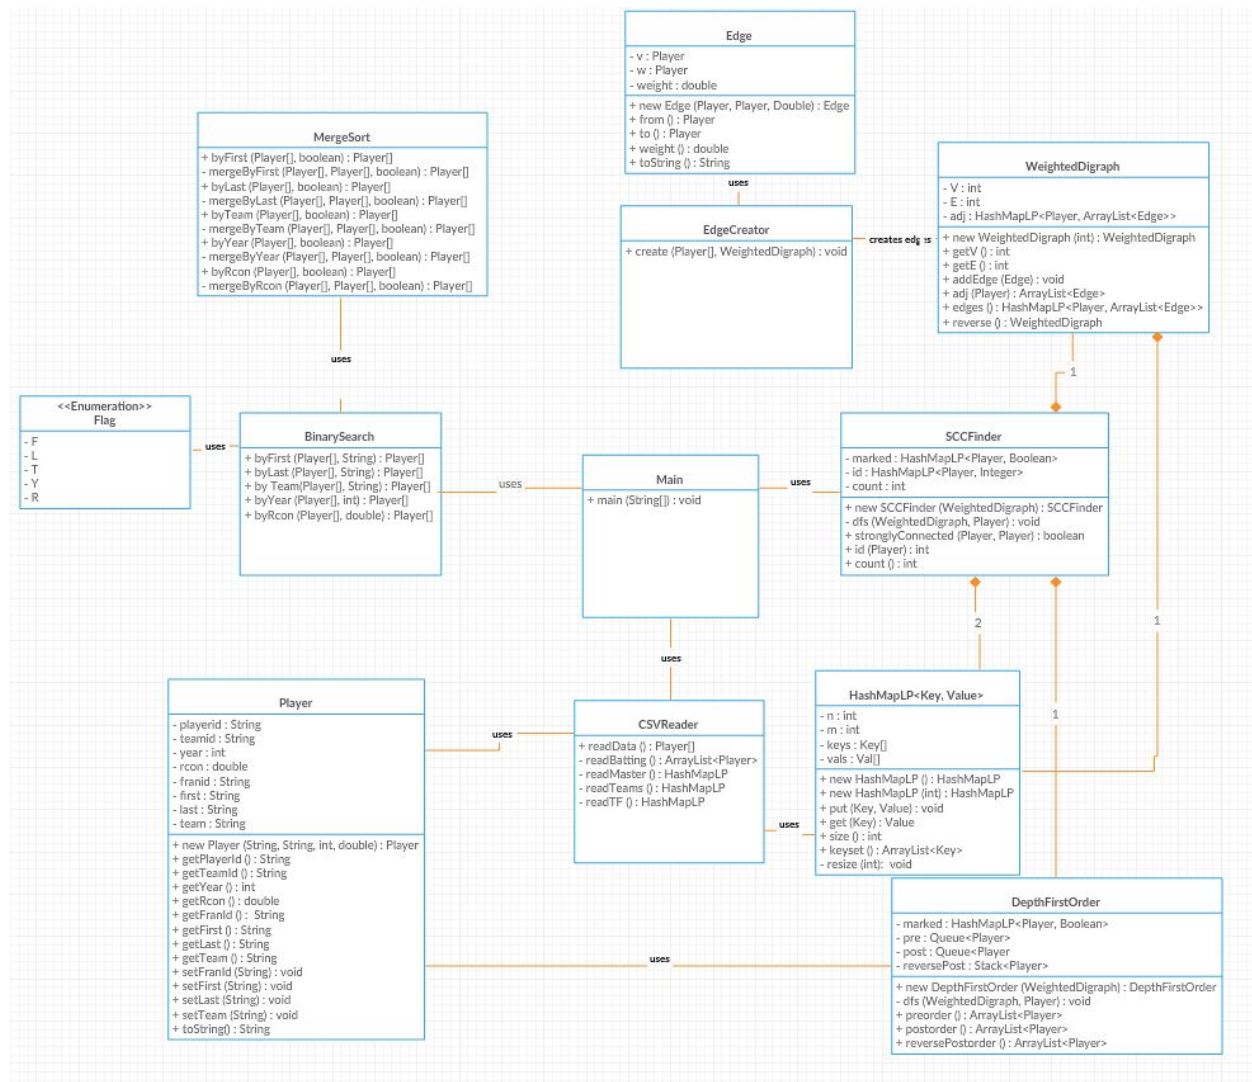 Edge
- v : Player
- w : Player
- weight : double
+ new Edge (Player, Player, Double) : Edge
+ from () : Player
+ to () : Player
+ weight () : double
+ toString () : String
uses
MergeSort
+ byFirst (Player[], boolean) : Player[]
- mergeByFirst (Player[], Player[], boolean) : Player[]
+ byLast (Player[], boolean) : Player[]
- mergeByLast (Player[], Player[], boolean) : Player[]
+ byTeam (Player[], boolean) : Player[]
- mergeByTeam (Player[], Player[], boolean) : Player[]
+ byYear (Player[], boolean) : Player[]
- mergeByYear (Player[], Player[], boolean) : Player[]
+ byRcon (Player[], boolean) : Player[]
- mergeByRcon (Player[], Player[], boolean) : Player[]
uses
EdgeCreator
+ create (Player[], WeightedDigraph) : void
creates edges
WeightedDigraph
- V : int
- E : int
- adj : HashMapLP<Player, ArrayList<Edge>>
+ new WeightedDigraph (int) : WeightedDigraph
+ getV () : int
+ getE () : int
+ addEdge (Edge) : void
+ adj (Player) : ArrayList<Edge>
+ edges () : HashMapLP<Player, ArrayList<Edge>>
+ reverse () : WeightedDigraph
1
<<Enumeration>>
Flag
- F
- L
- T
- Y
- R
uses
BinarySearch
+ byFirst (Player[], String) : Player[]
+ byLast (Player[], String) : Player[]
+ by Team(Player[], String) : Player[]
+ byYear (Player[], int) : Player[]
+ byRcon (Player[], double) : Player[]
uses
Main
+ main (String[]) : void
uses
SCCFinder
- marked : HashMapLP<Player, Boolean>
- id : HashMapLP<Player, Integer>
- count : int
+ new SCCFinder (WeightedDigraph) : SCCFinder
- dfs (WeightedDigraph, Player) : void
+ stronglyConnected (Player, Player) : boolean
+ id (Player) : int
+ count () : int
2
1
uses
Player
- playerid : String
- teamid : String
- year : int
- rcon : double
- franid : String
- first : String
- last : String
- team : String
+ new Player (String, String, int, double) : Player
+ getPlayerId () : String
+ getTeamId () : String
+ getYear () : int
+ getRcon () : double
+ getFranId () : String
+ getFirst () : String
+ getLast () : String
+ getTeam () : String
+ setFranId (String) : void
+ setFirst (String) : void
+ setLast (String) : void
+ setTeam (String) : void
+ toString() : String
uses
CSVReader
+ readData () : Player[]
- readBatting () : ArrayList<Player>
- readMaster () : HashMapLP
- readTeams () : HashMapLP
- readTF () : HashMapLP
uses
HashMapLP<Key, Value>
- n : int
- m : int
- keys : Key[]
- vals : Val[]
+ new HashMapLP () : HashMapLP
+ new HashMapLP (int) : HashMapLP
+ put (Key, Value) : void
+ get (Key) : Value
+ size () : int
+ keyset () : ArrayList<Key>
- resize (int): void
1
uses
DepthFirstOrder
- marked : HashMapLP<Player, Boolean>
- pre : Queue<Player>
- post : Queue<Player
- reversePost : Stack<Player>
+ new DepthFirstOrder (WeightedDigraph) : DepthFirstOrder
- dfs (WeightedDigraph, Player) : void
+ preorder () : ArrayList<Player>
+ postorder () : ArrayList<Player>
+ reversePostorder () : ArrayList<Player>